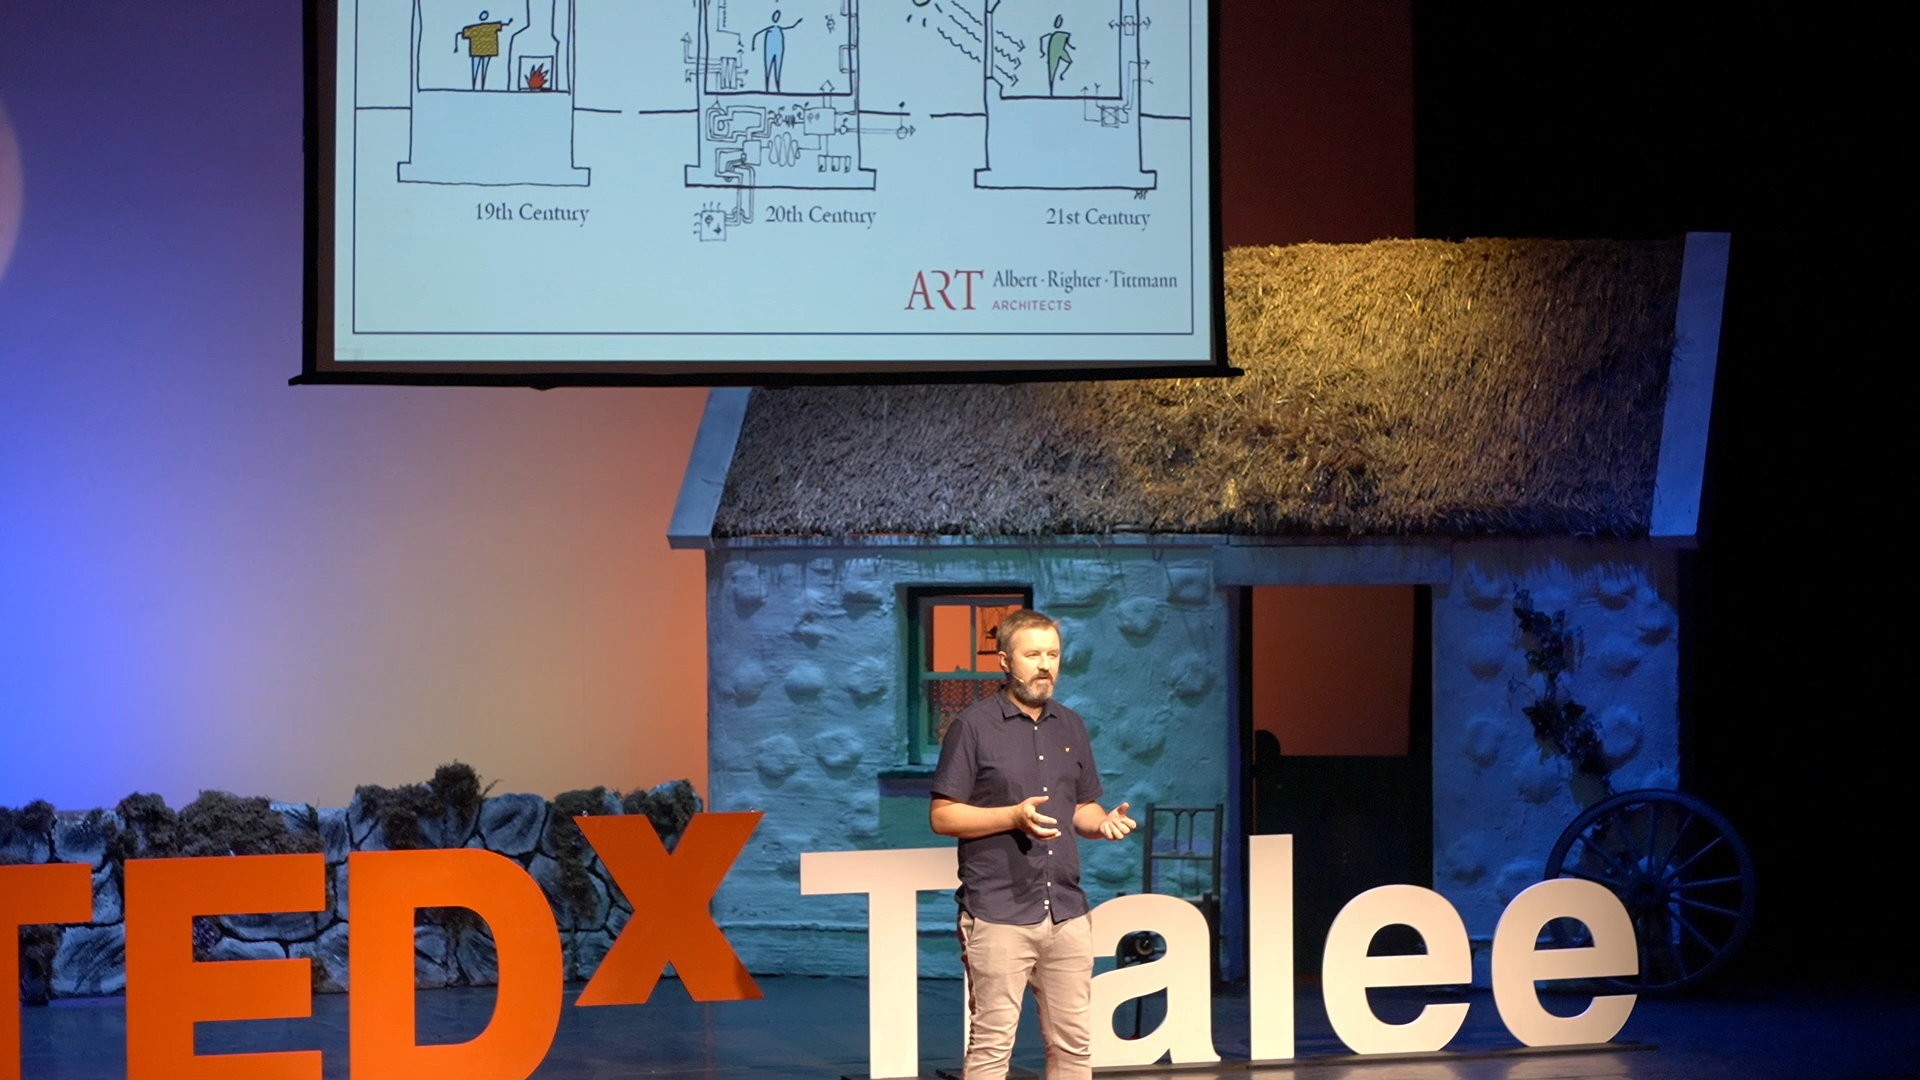 19th Century
20th Century
21st Century
ART
Albert · Righter · Tittmann
ARCHITECTS
TEDx Tralee